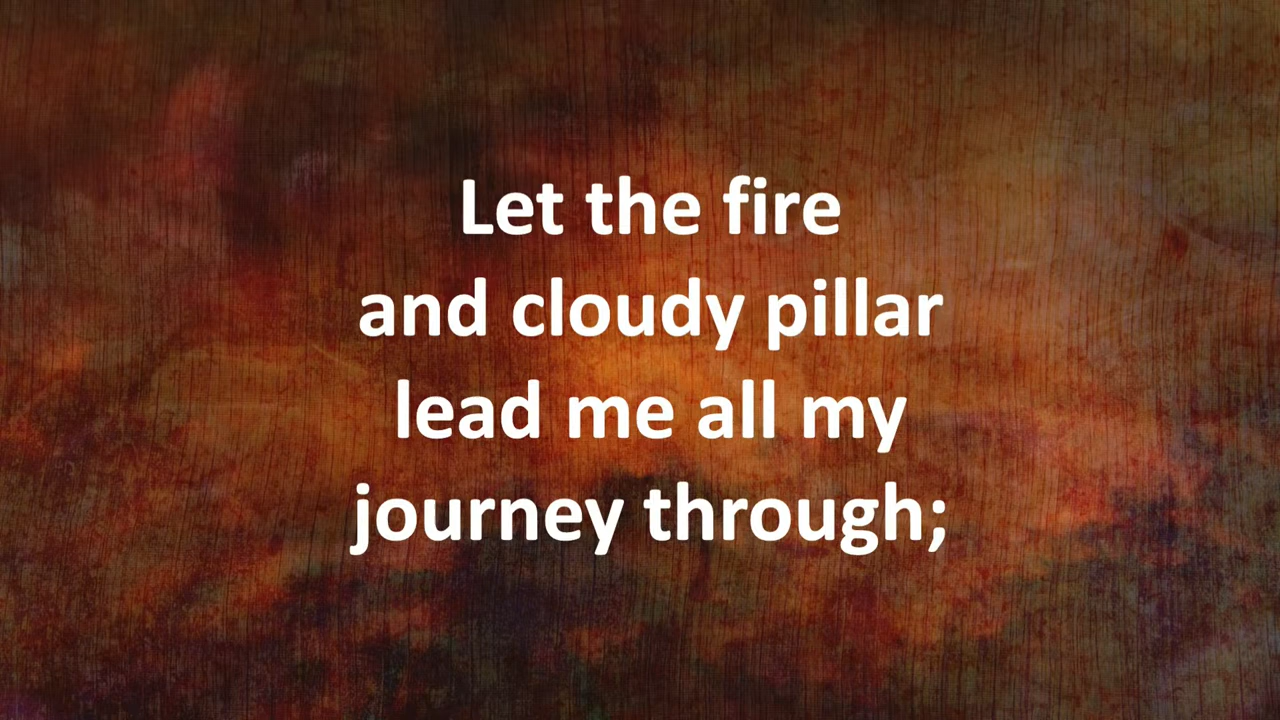 Let the fire
and cloudy pillar
lead me all my
journey through;